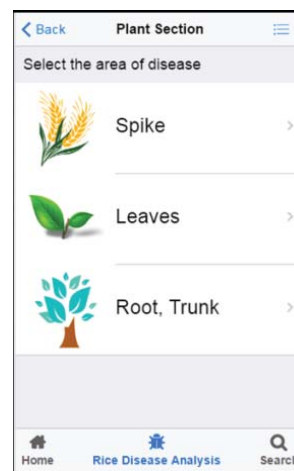 Back Plant Section
Select the area of disease
Spike
Leaves
Root, Trunk
Home Rice Disease Analysis Search